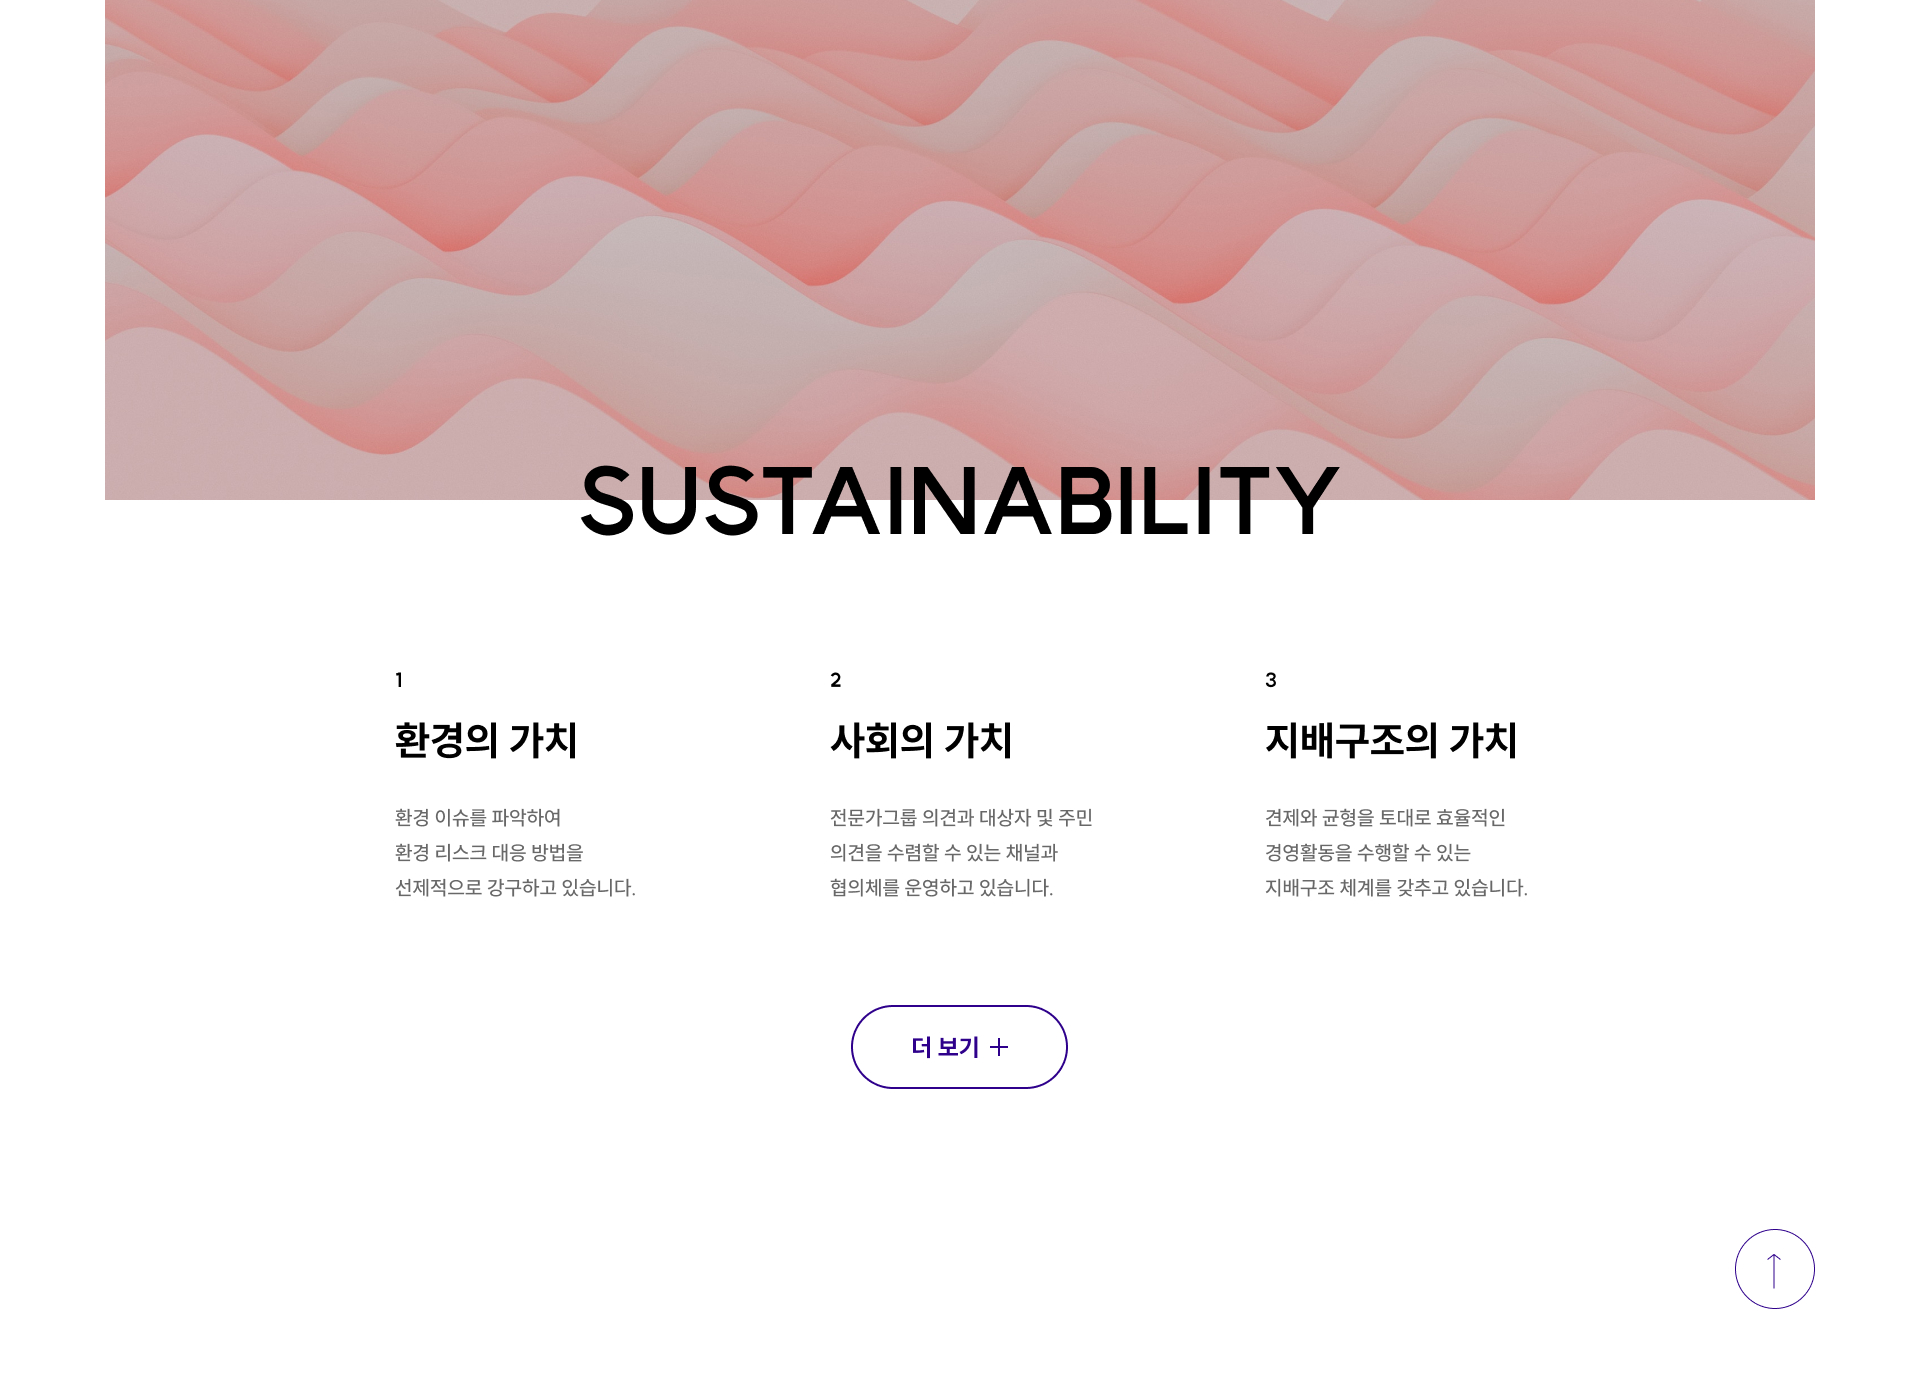 SUSTAINABILITY
1
환경의 가치
환경 이슈를 파악하여
환경 리스크 대응 방법을
선제적으로 강구하고 있습니다.
2
사회의 가치
전문가그룹 의견과 대상자 및 주민
의견을 수렴할 수 있는 채널과
협의체를 운영하고 있습니다.
3
지배구조의 가치
견제와 균형을 토대로 효율적인
경영활동을 수행할 수 있는
지배구조 체계를 갖추고 있습니다.
더 보기 +